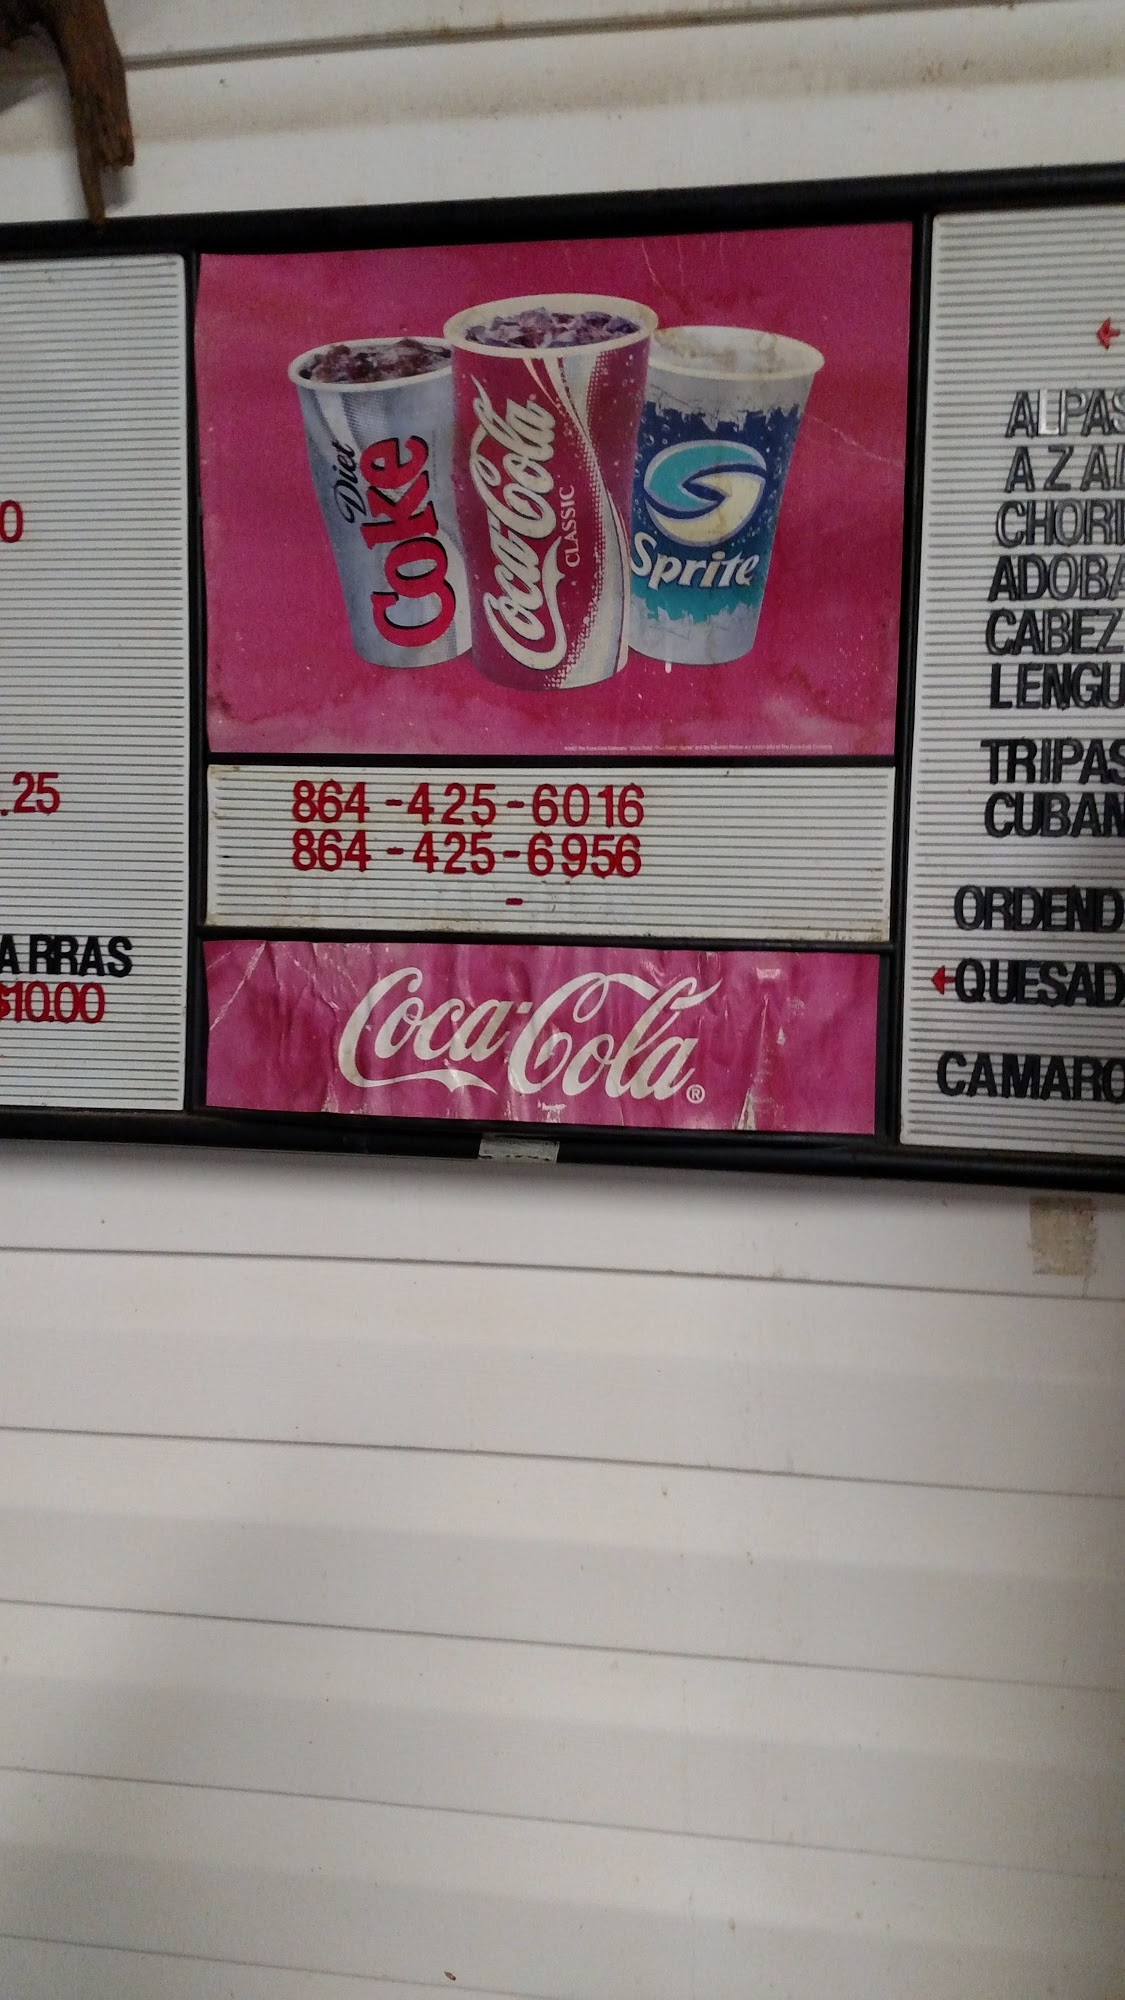 0
.25
ARRAS
$10.00
Diet
Coke
Coca-Cola
CLASSIC
Sprite
864-425-6016
864-425-6956
-
Coca-Cola®
ALPAS
AZA
CHORI
ADOBA
CABEZ
LENGU
TRIPAS
CUBAN
ORDEND
QUESAD
CAMARO